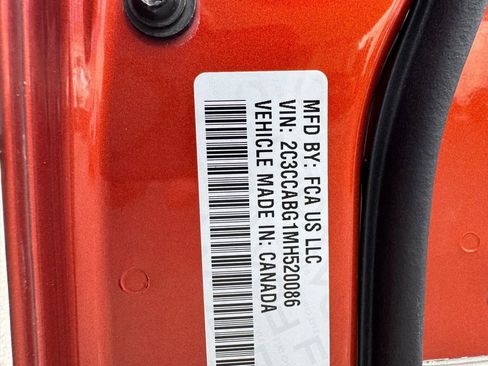 MFD BY: FCA US LLC
VIN: 2C3CCABG1MH520086
VEHICLE MADE IN: CANADA